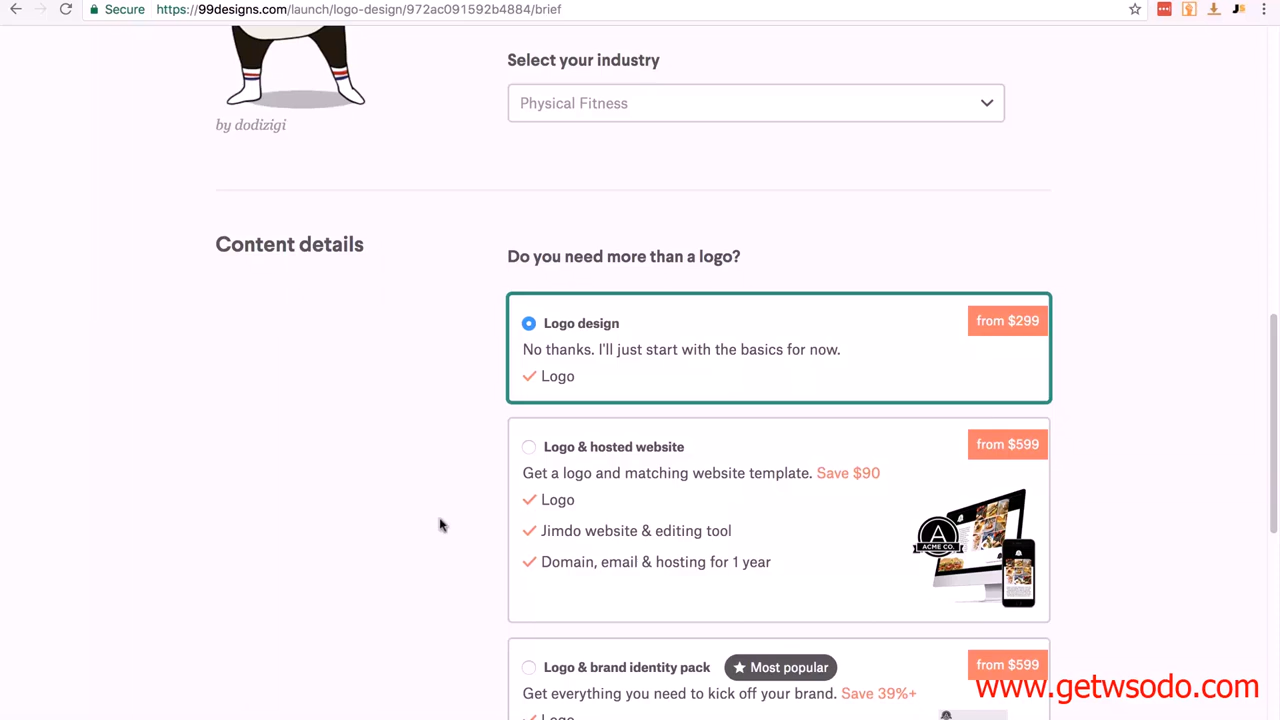 Secure
https://99designs.com/launch/logo-design/972ac091592b4884/brief
Select your industry
Physical Fitness
by dodizigi
Content details
Do you need more than a logo?
Logo design
from $299
No thanks. I'll just start with the basics for now.
Logo
Logo & hosted website
from $599
Get a logo and matching website template. Save $90
Logo
Jimdo website & editing tool
Domain, email & hosting for 1 year
A
ACME CO.
Logo & brand identity pack
Most popular
from $599
Get everything you need to kick off your brand. Save 39%+
Logo
www.getwsodo.com